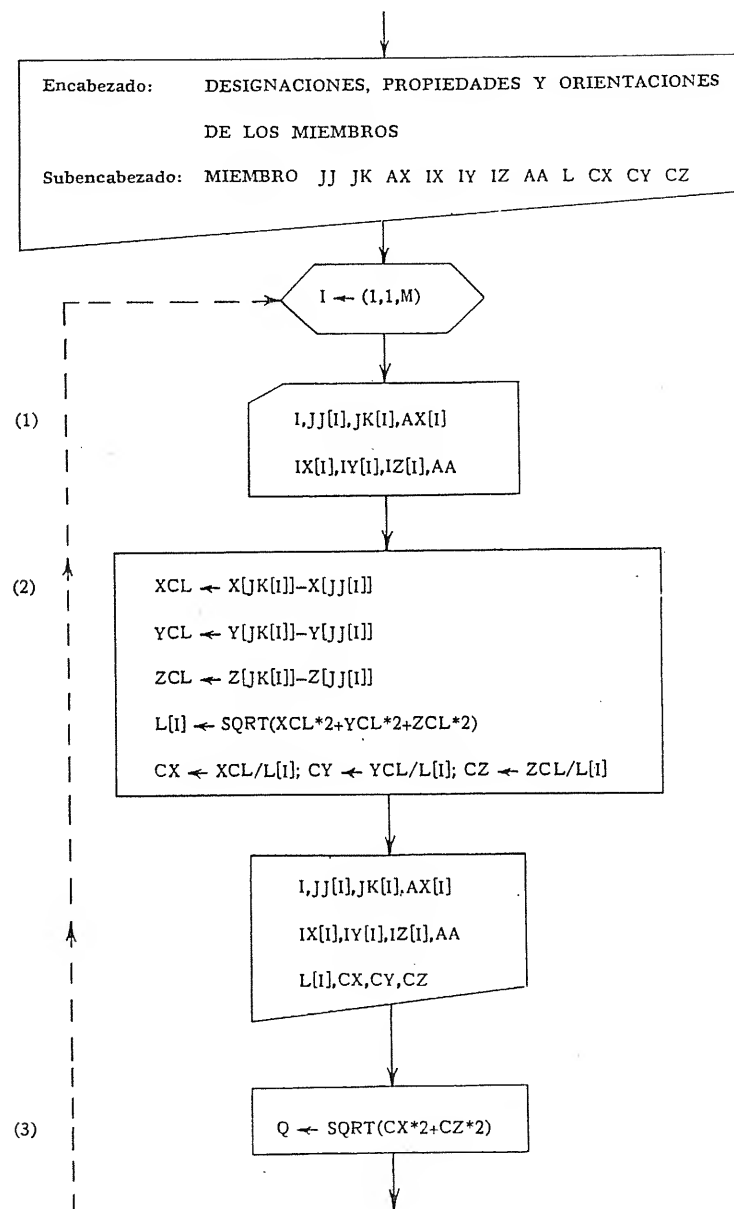 Encabezado: DESIGNACIONES, PROPIEDADES Y ORIENTACIONES
DE LOS MIEMBROS
Subencabezado: MIEMBRO JJ JK AX IX IY IZ AA L CX CY CZ
I ← (1,1,M)
(1)
I,JJ[I],JK[I],AX[I]
IX[I],IY[I],IZ[I],AA
(2)
XCL ← X[JK[I]]–X[JJ[I]]
YCL ← Y[JK[I]]–Y[JJ[I]]
ZCL ← Z[JK[I]]–Z[JJ[I]]
L[I] ← SQRT(XCL*2+YCL*2+ZCL*2)
CX ← XCL/L[I]; CY ← YCL/L[I]; CZ ← ZCL/L[I]
I,JJ[I],JK[I],AX[I]
IX[I],IY[I],IZ[I],AA
L[I],CX,CY,CZ
(3)
Q ← SQRT(CX*2+CZ*2)